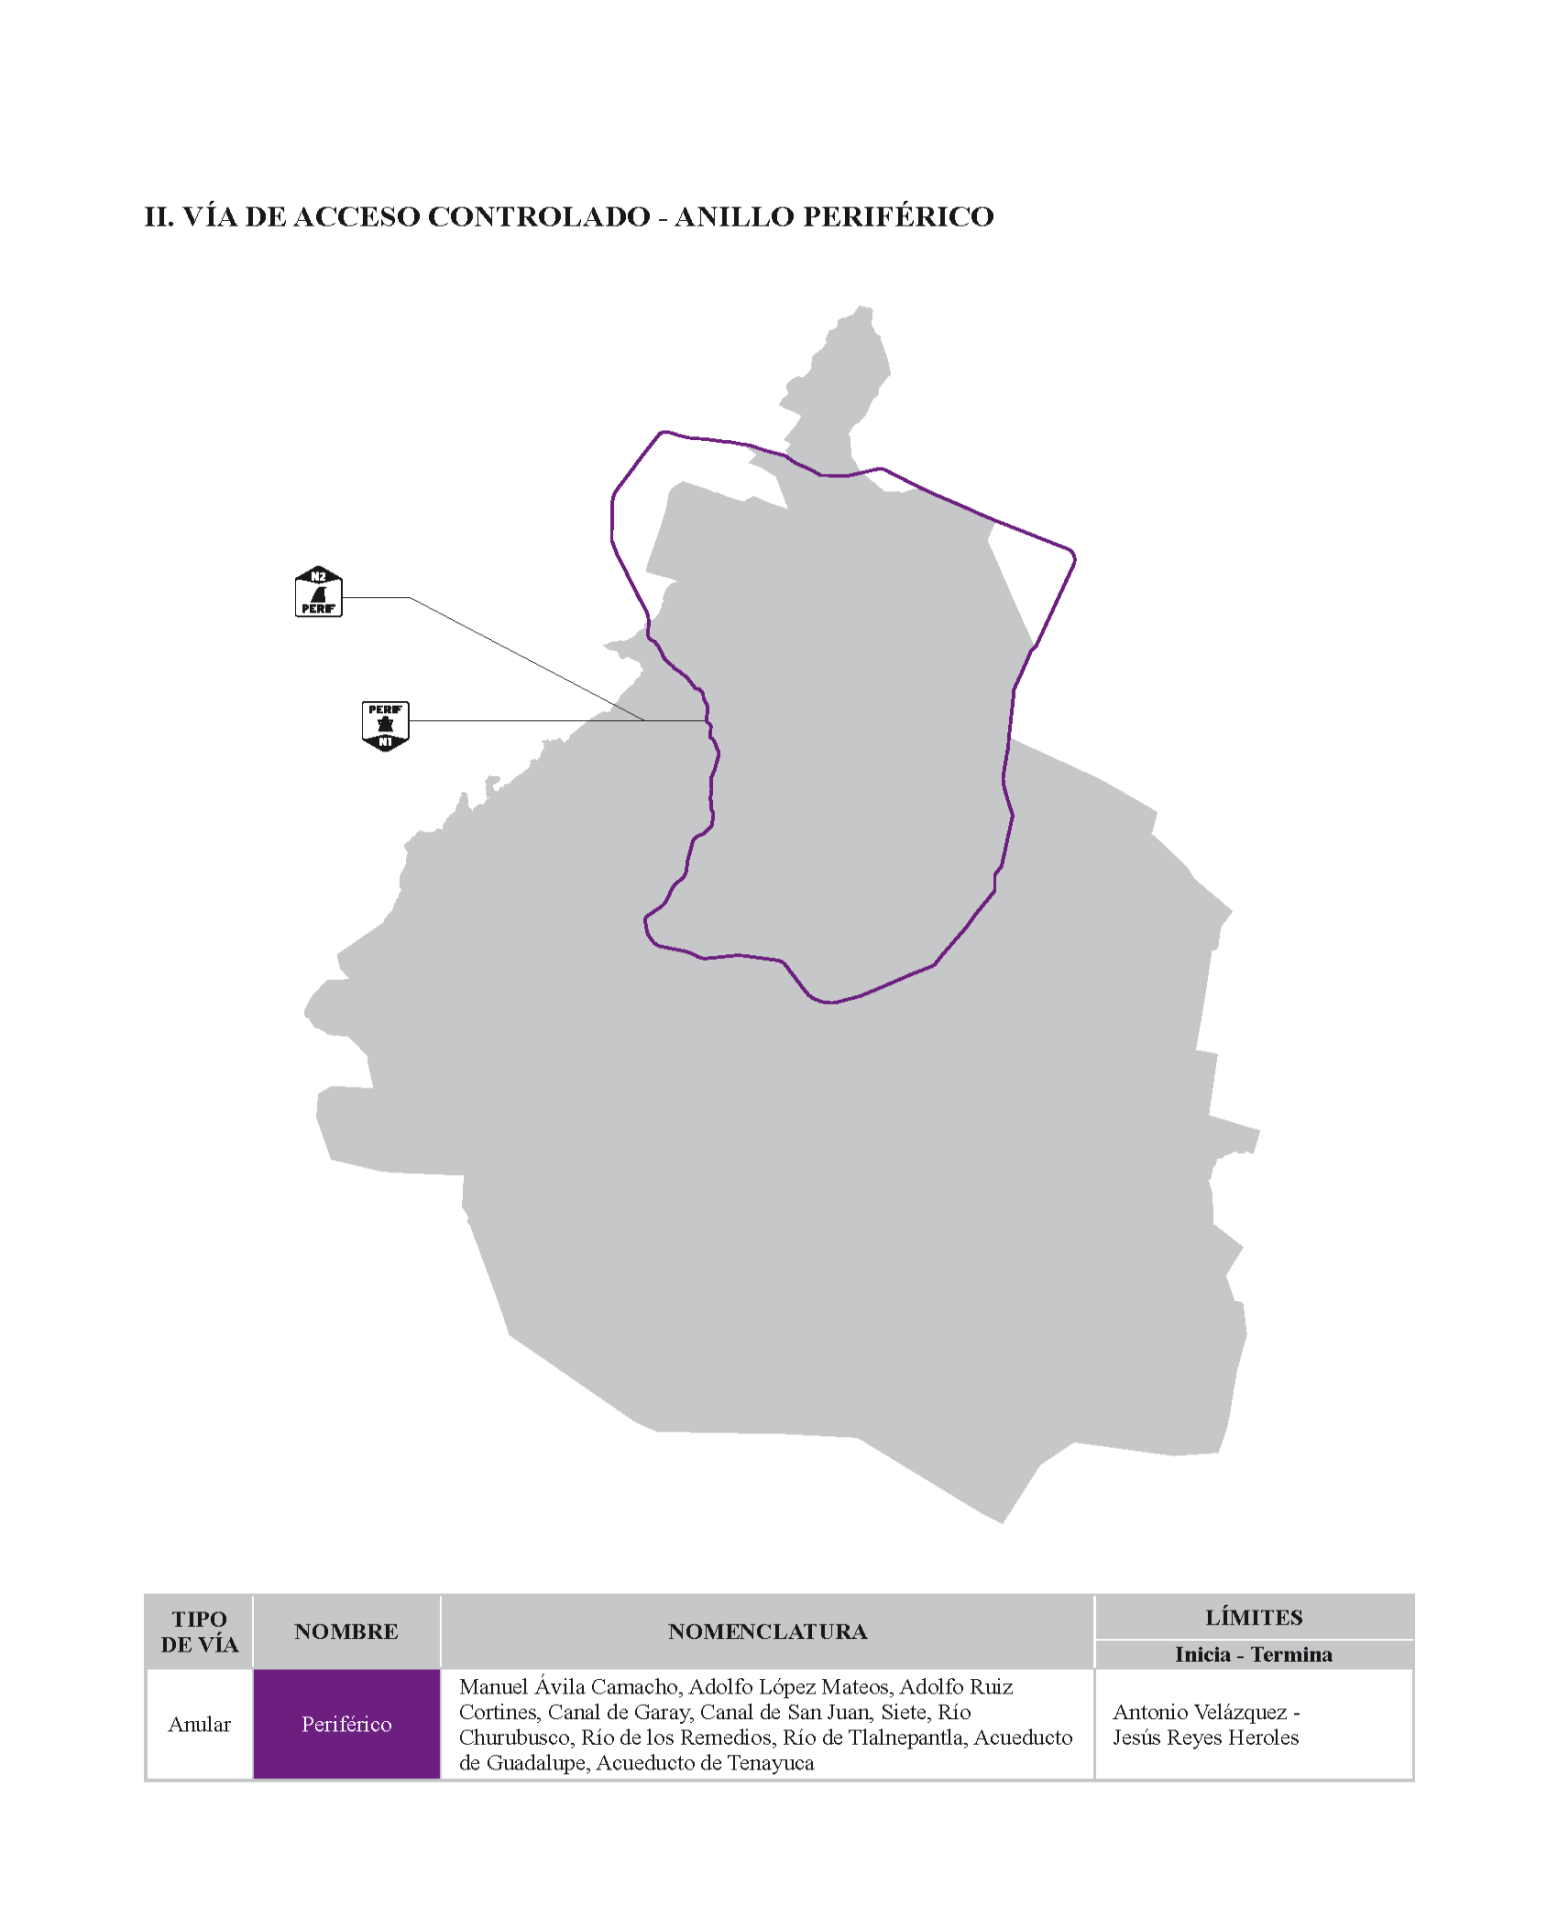 II. VÍA DE ACCESO CONTROLADO - ANILLO PERIFÉRICO
N2
PERIF
PERIF
N1
TIPO
DE VÍA
NOMBRE
NOMENCLATURA
LÍMITES
Inicia - Termina
Anular
Periférico
Manuel Ávila Camacho, Adolfo López Mateos, Adolfo Ruiz
Cortines, Canal de Garay, Canal de San Juan, Siete, Río
Churubusco, Río de los Remedios, Río de Tlalnepantla, Acueducto
de Guadalupe, Acueducto de Tenayuca
Antonio Velázquez -
Jesús Reyes Heroles